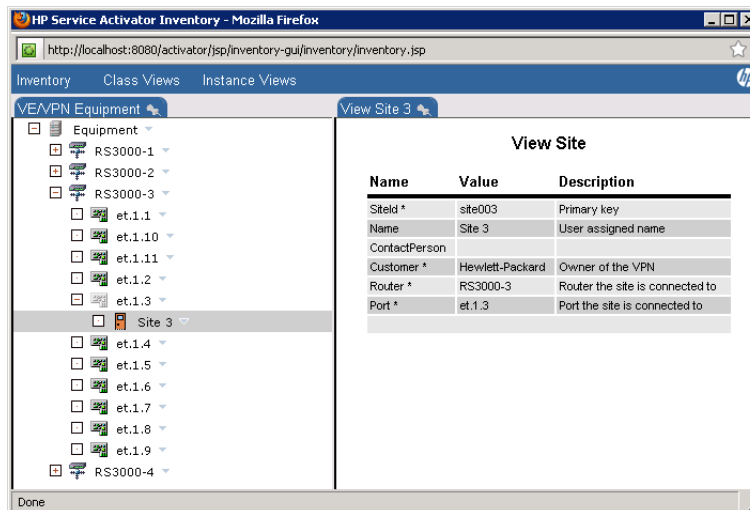 HP Service Activator Inventory - Mozilla Firefox
http://localhost:8080/activator/jsp/inventory-gui/inventory/inventory.jsp
Inventory Class Views Instance Views hp
VE/VPN Equipment
Equipment
RS3000-1
RS3000-2
RS3000-3
et.1.1
et.1.10
et.1.11
et.1.2
et.1.3
Site 3
et.1.4
et.1.5
et.1.6
et.1.7
et.1.8
et.1.9
RS3000-4
View Site 3
View Site
Name Value Description
SiteId * site003 Primary key
Name Site 3 User assigned name
ContactPerson
Customer * Hewlett-Packard Owner of the VPN
Router * RS3000-3 Router the site is connected to
Port * et.1.3 Port the site is connected to
Done